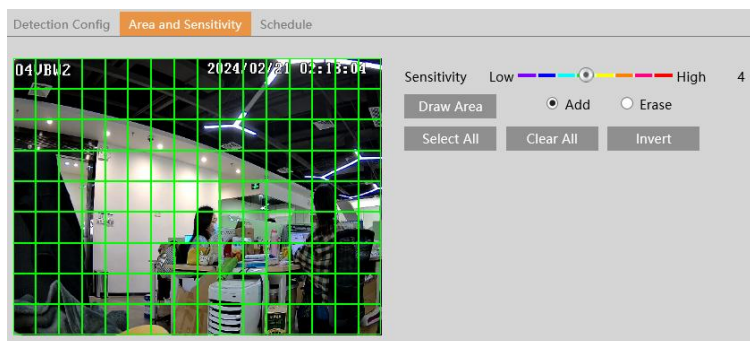 Detection Config Area and Sensitivity Schedule
04JBW2 2024/02/21 02:13:04
Sensitivity Low High 4
Draw Area Add Erase
Select All Clear All Invert